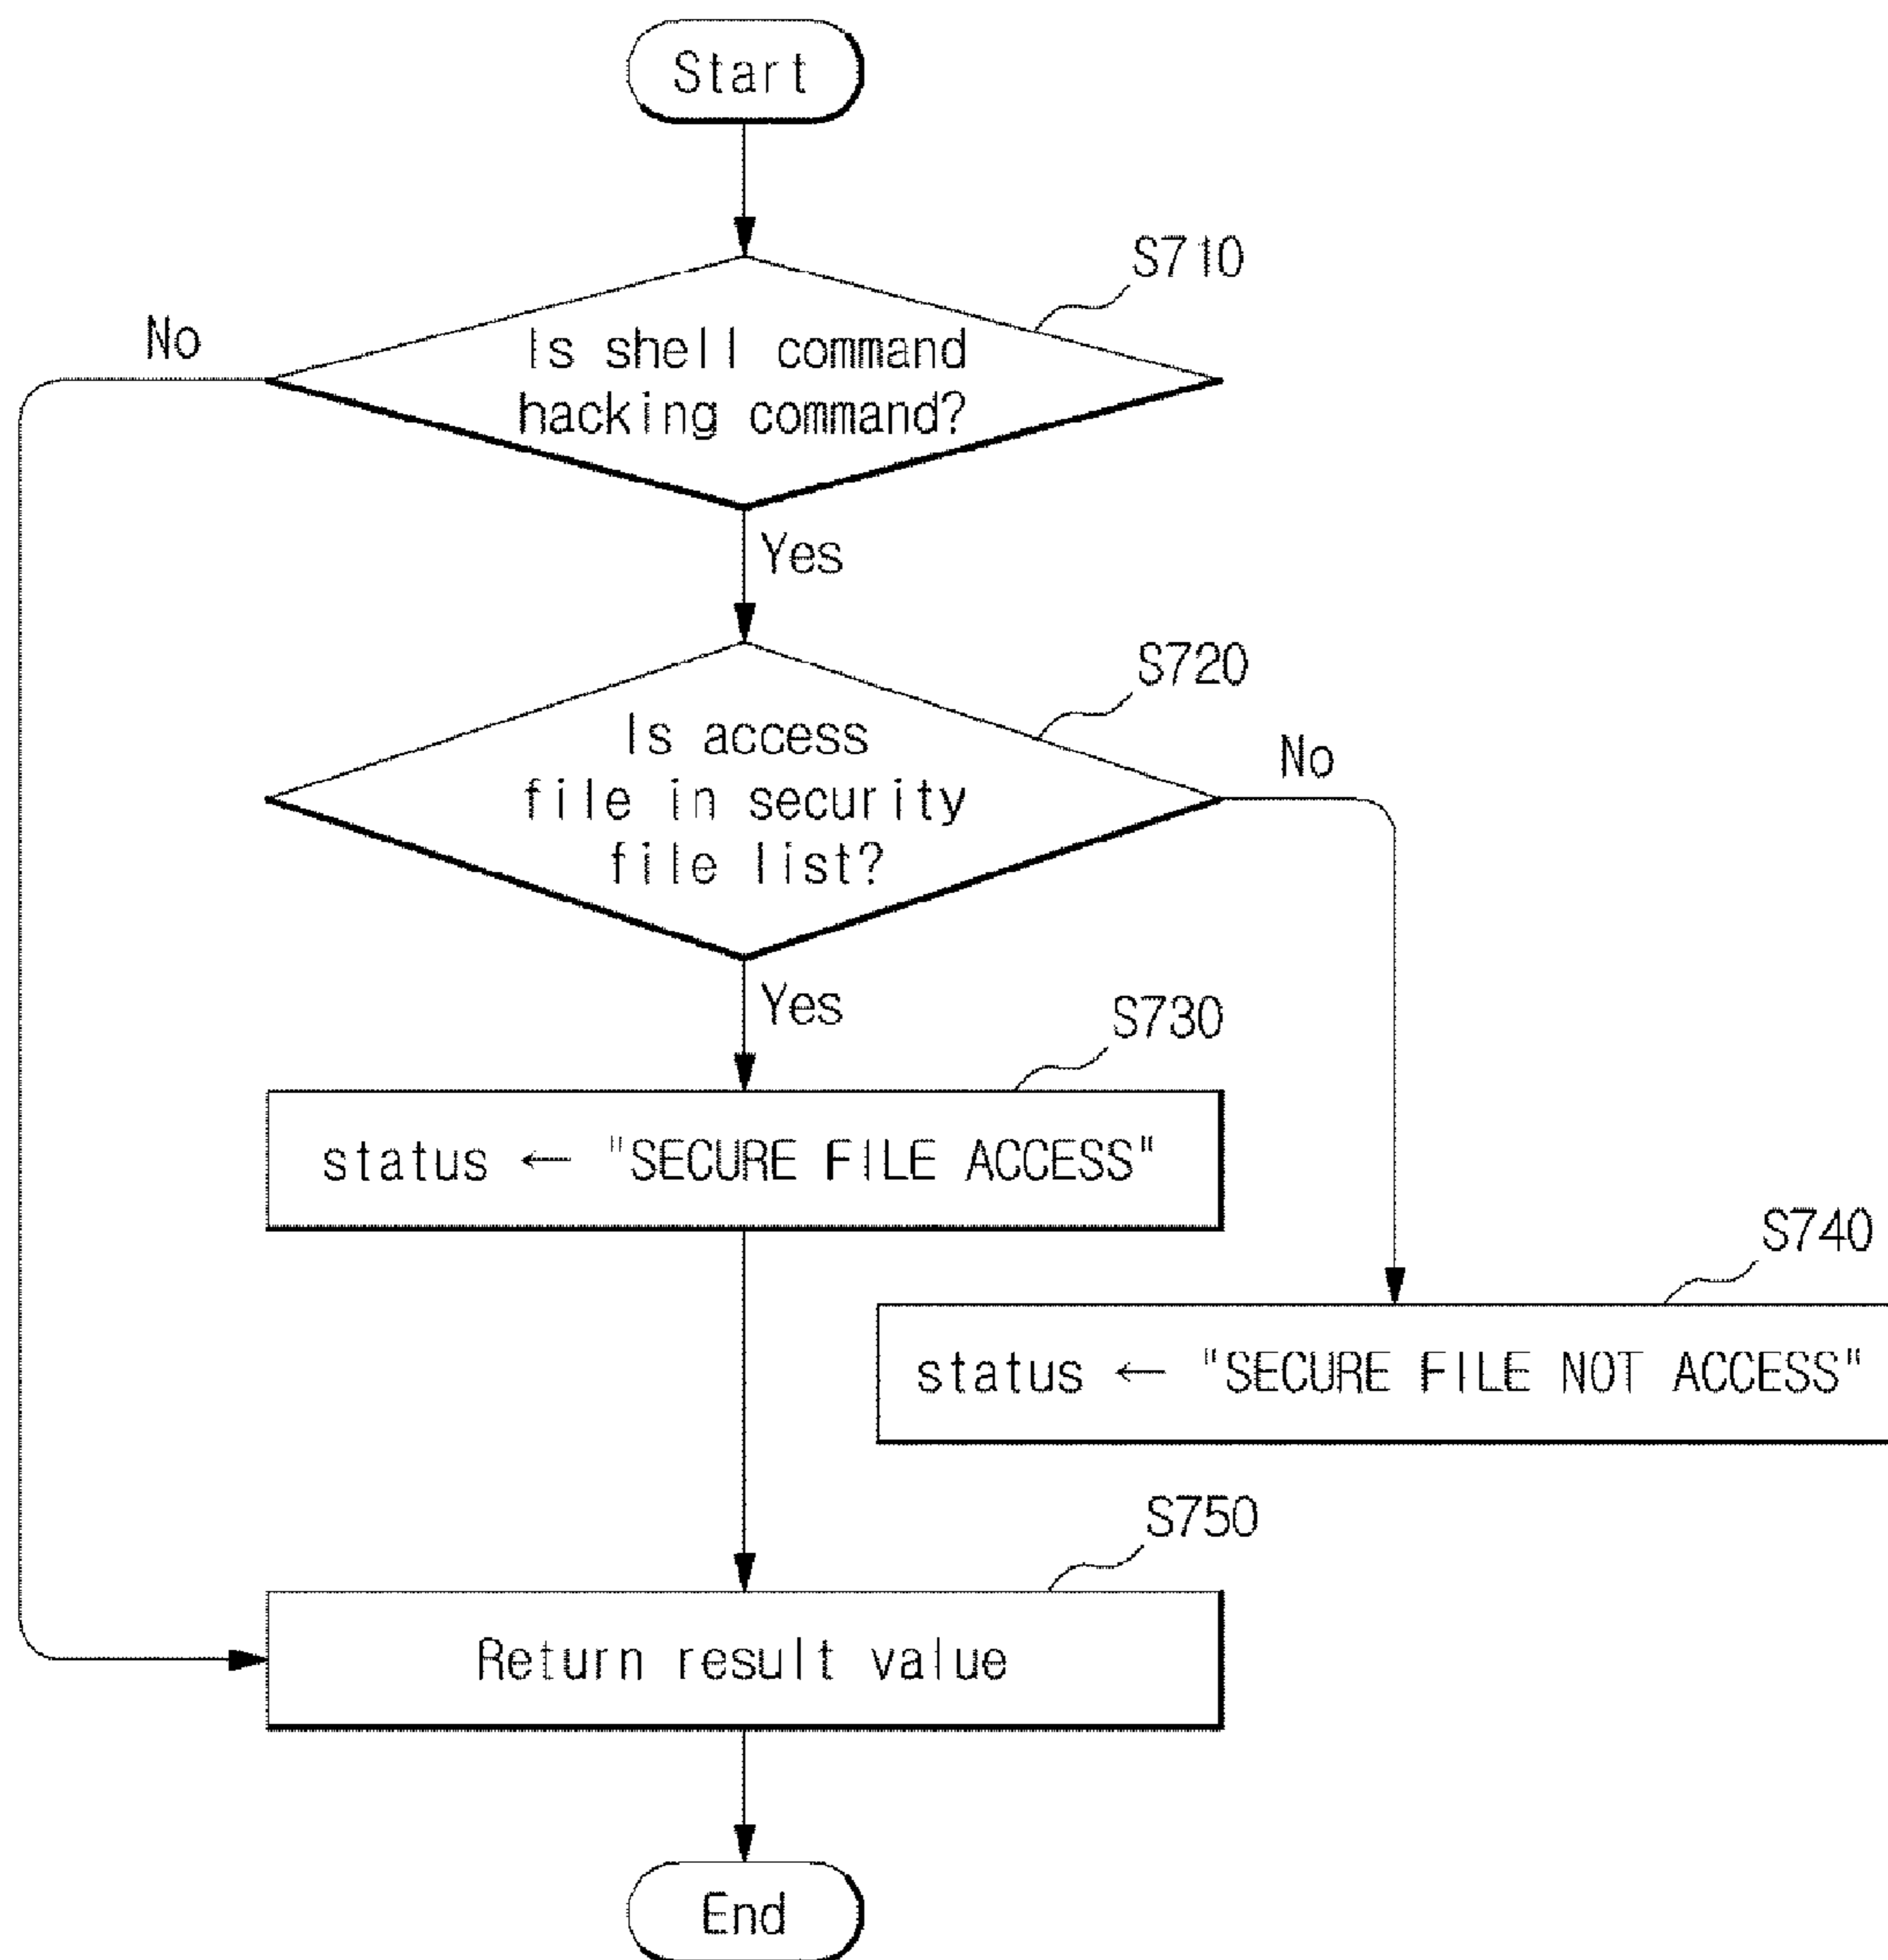 Start
S710
No
Is shell command
hacking command?
Yes
S720
Is access
file in security
file list?
No
Yes
S730
status ← "SECURE FILE ACCESS"
S740
status ← "SECURE FILE NOT ACCESS"
S750
Return result value
End